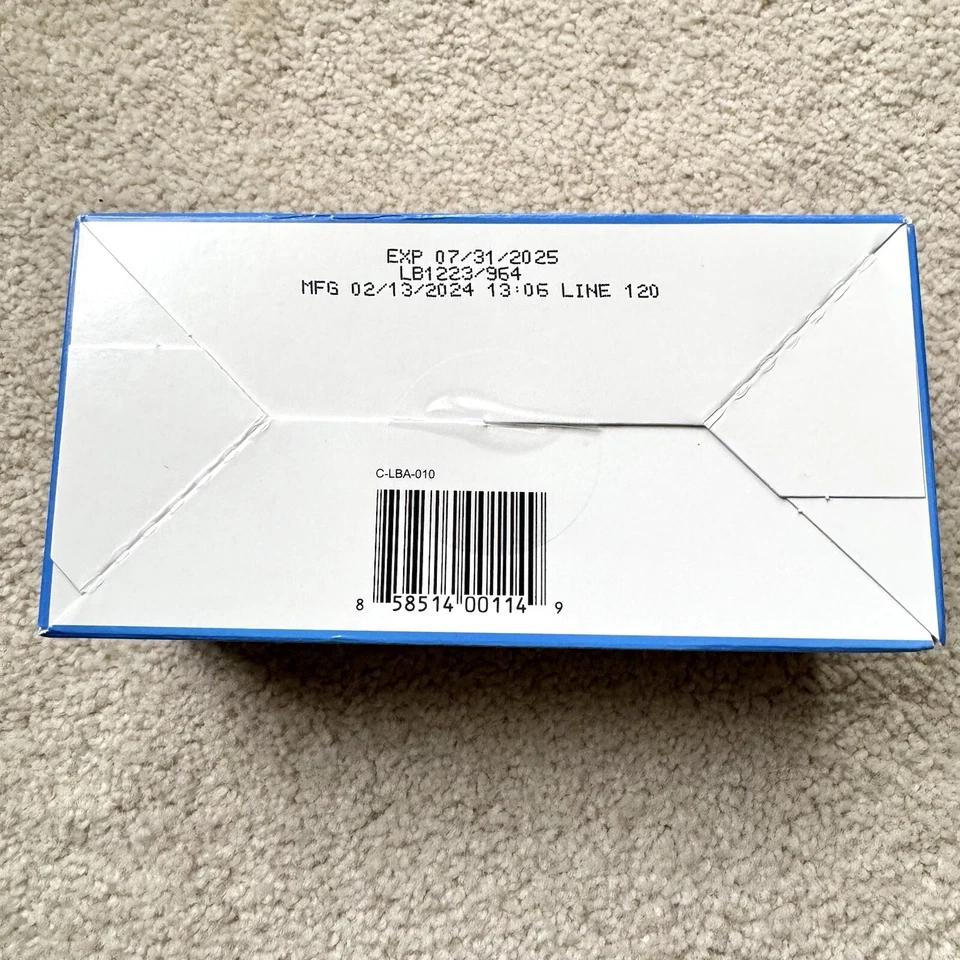 EXP 07/31/2025
LB1223/964
MFG 02/13/2024 13:06 LINE 120
C-LBA-010
8 58514 00114 9